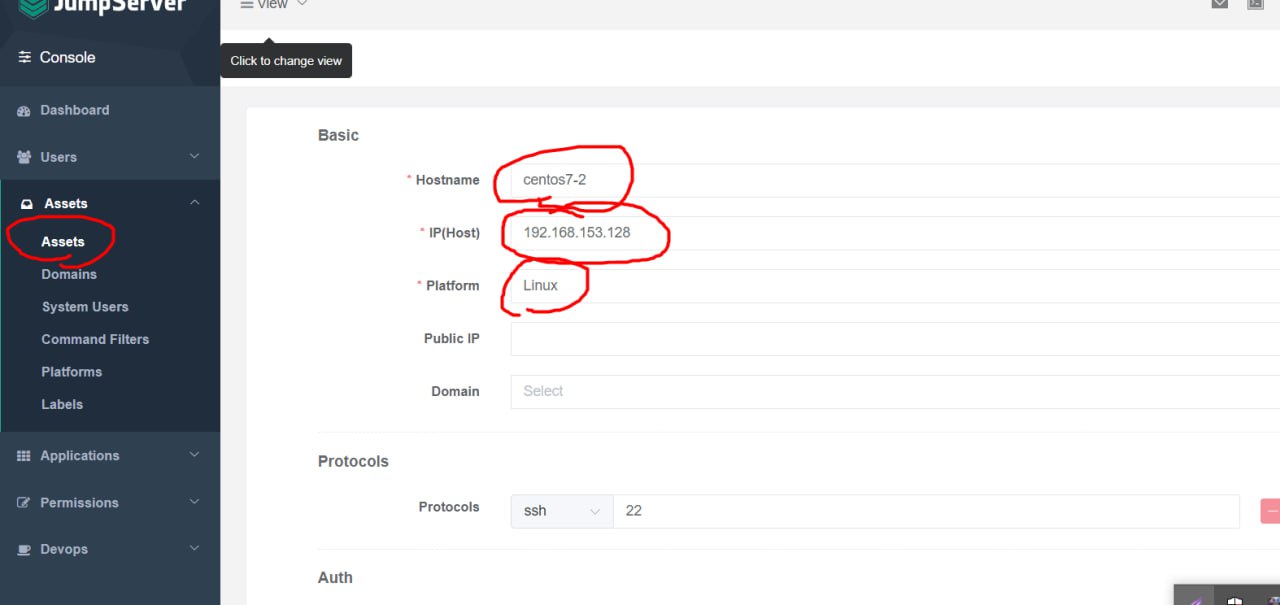 JumpServer
View
Console
Click to change view
Dashboard
Basic
Users
* Hostname centos7-2
Assets
* IP(Host) 192.168.153.128
Assets
Domains
* Platform Linux
System Users
Command Filters
Public IP
Platforms
Domain Select
Labels
Applications
Protocols
Permissions
Protocols ssh 22
Devops
Auth